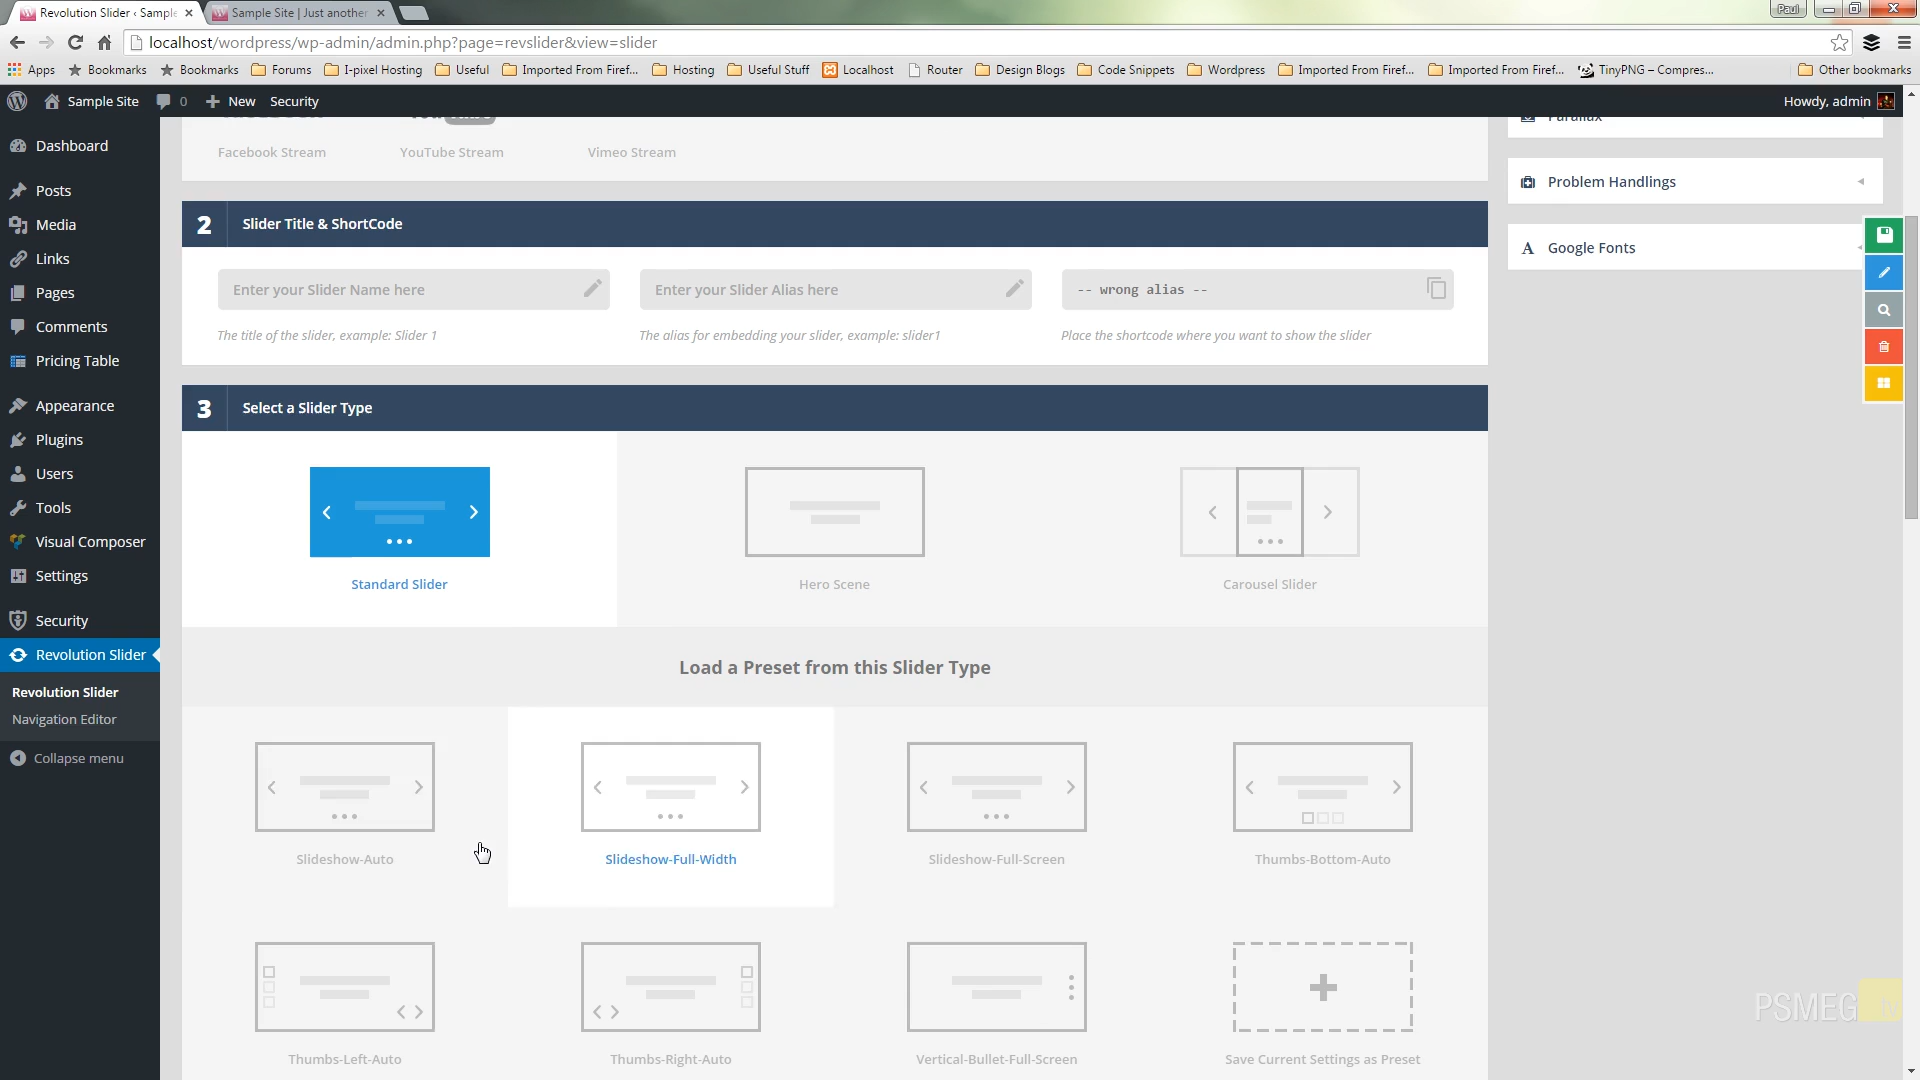 Revolution Slider ‹ Sample
Sample Site | Just another
Paul
localhost/wordpress/wp-admin/admin.php?page=revslider&view=slider
Apps
Bookmarks
Bookmarks
Forums
I-pixel Hosting
Useful
Imported From Firef...
Hosting
Useful Stuff
Localhost
Router
Design Blogs
Code Snippets
Wordpress
Imported From Firef...
Imported From Firef...
TinyPNG – Compres...
Other bookmarks
Sample Site
0
New
Security
Howdy, admin
Dashboard
Posts
Media
Links
Pages
Comments
Pricing Table
Appearance
Plugins
Users
Tools
Visual Composer
Settings
Security
Revolution Slider
Revolution Slider
Navigation Editor
Collapse menu
Facebook Stream
YouTube Stream
Vimeo Stream
Parallax
Problem Handlings
Google Fonts
2 Slider Title & ShortCode
Enter your Slider Name here
Enter your Slider Alias here
-- wrong alias --
The title of the slider, example: Slider 1
The alias for embedding your slider, example: slider1
Place the shortcode where you want to show the slider
3 Select a Slider Type
Standard Slider
Hero Scene
Carousel Slider
Load a Preset from this Slider Type
Slideshow-Auto
Slideshow-Full-Width
Slideshow-Full-Screen
Thumbs-Bottom-Auto
Thumbs-Left-Auto
Thumbs-Right-Auto
Vertical-Bullet-Full-Screen
Save Current Settings as Preset
PSMEG